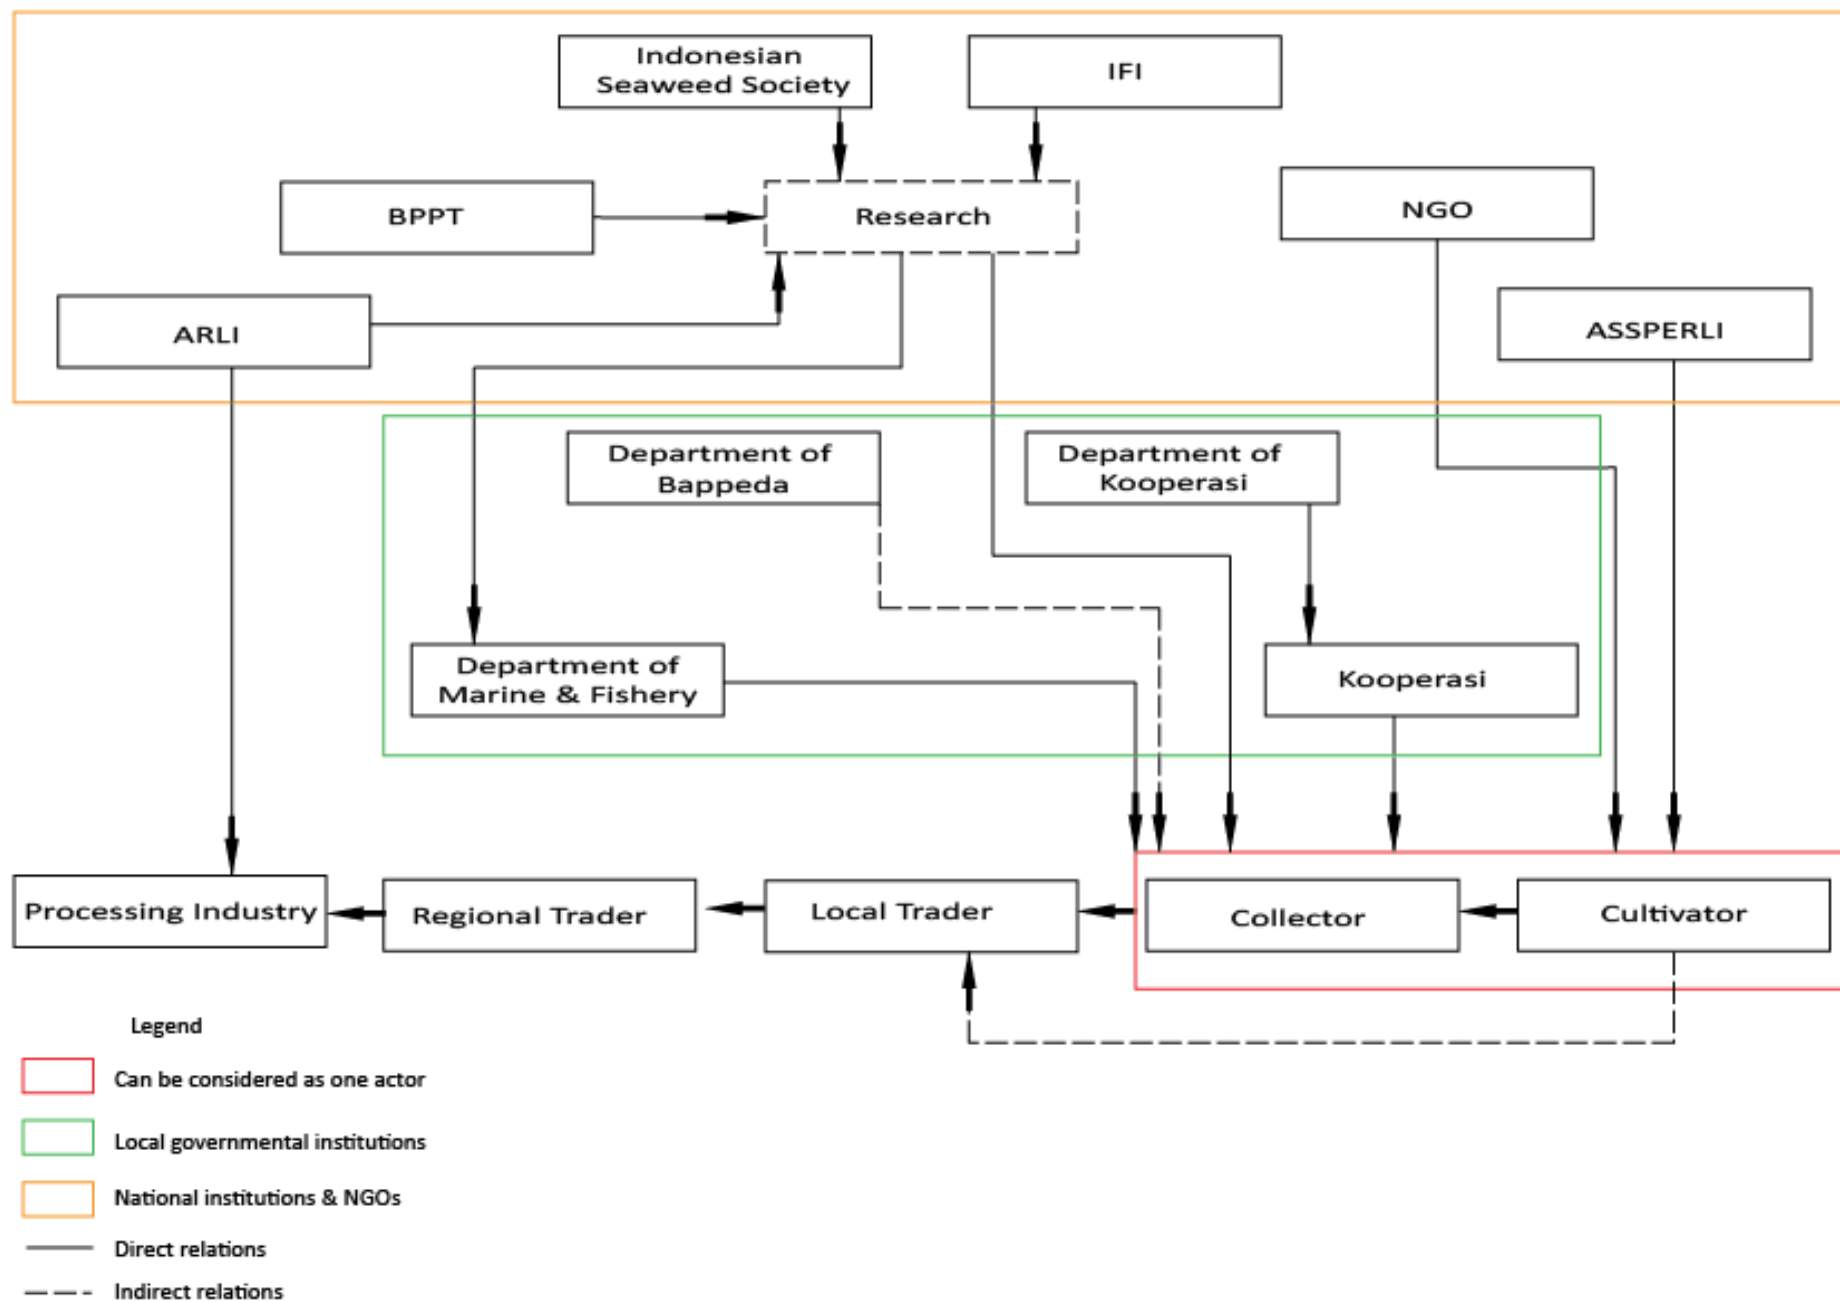 Indonesian
Seaweed Society
IFI
BPPT
Research
NGO
ARLI
ASSPERLI
Department of
Bappeda
Department of
Kooperasi
Department of
Marine & Fishery
Kooperasi
Processing Industry
Regional Trader
Local Trader
Collector
Cultivator
Legend
Can be considered as one actor
Local governmental institutions
National institutions & NGOs
Direct relations
Indirect relations